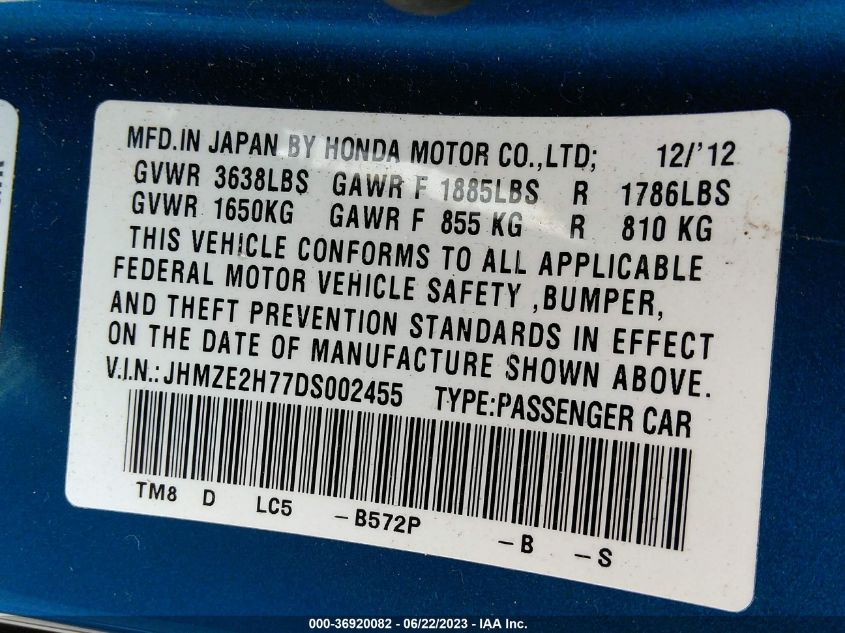 MFD.IN JAPAN BY HONDA MOTOR CO.,LTD; 12/'12
GVWR 3638LBS GAWR F 1885LBS R 1786LBS
GVWR 1650KG GAWR F 855 KG R 810 KG
THIS VEHICLE CONFORMS TO ALL APPLICABLE
FEDERAL MOTOR VEHICLE SAFETY ,BUMPER,
AND THEFT PREVENTION STANDARDS IN EFFECT
ON THE DATE OF MANUFACTURE SHOWN ABOVE.
V.I.N.: JHMZE2H77DS002455 TYPE:PASSENGER CAR
TM8 D LC5 -B572P -B -S
000-36920082 - 06/22/2023 - IAA Inc.